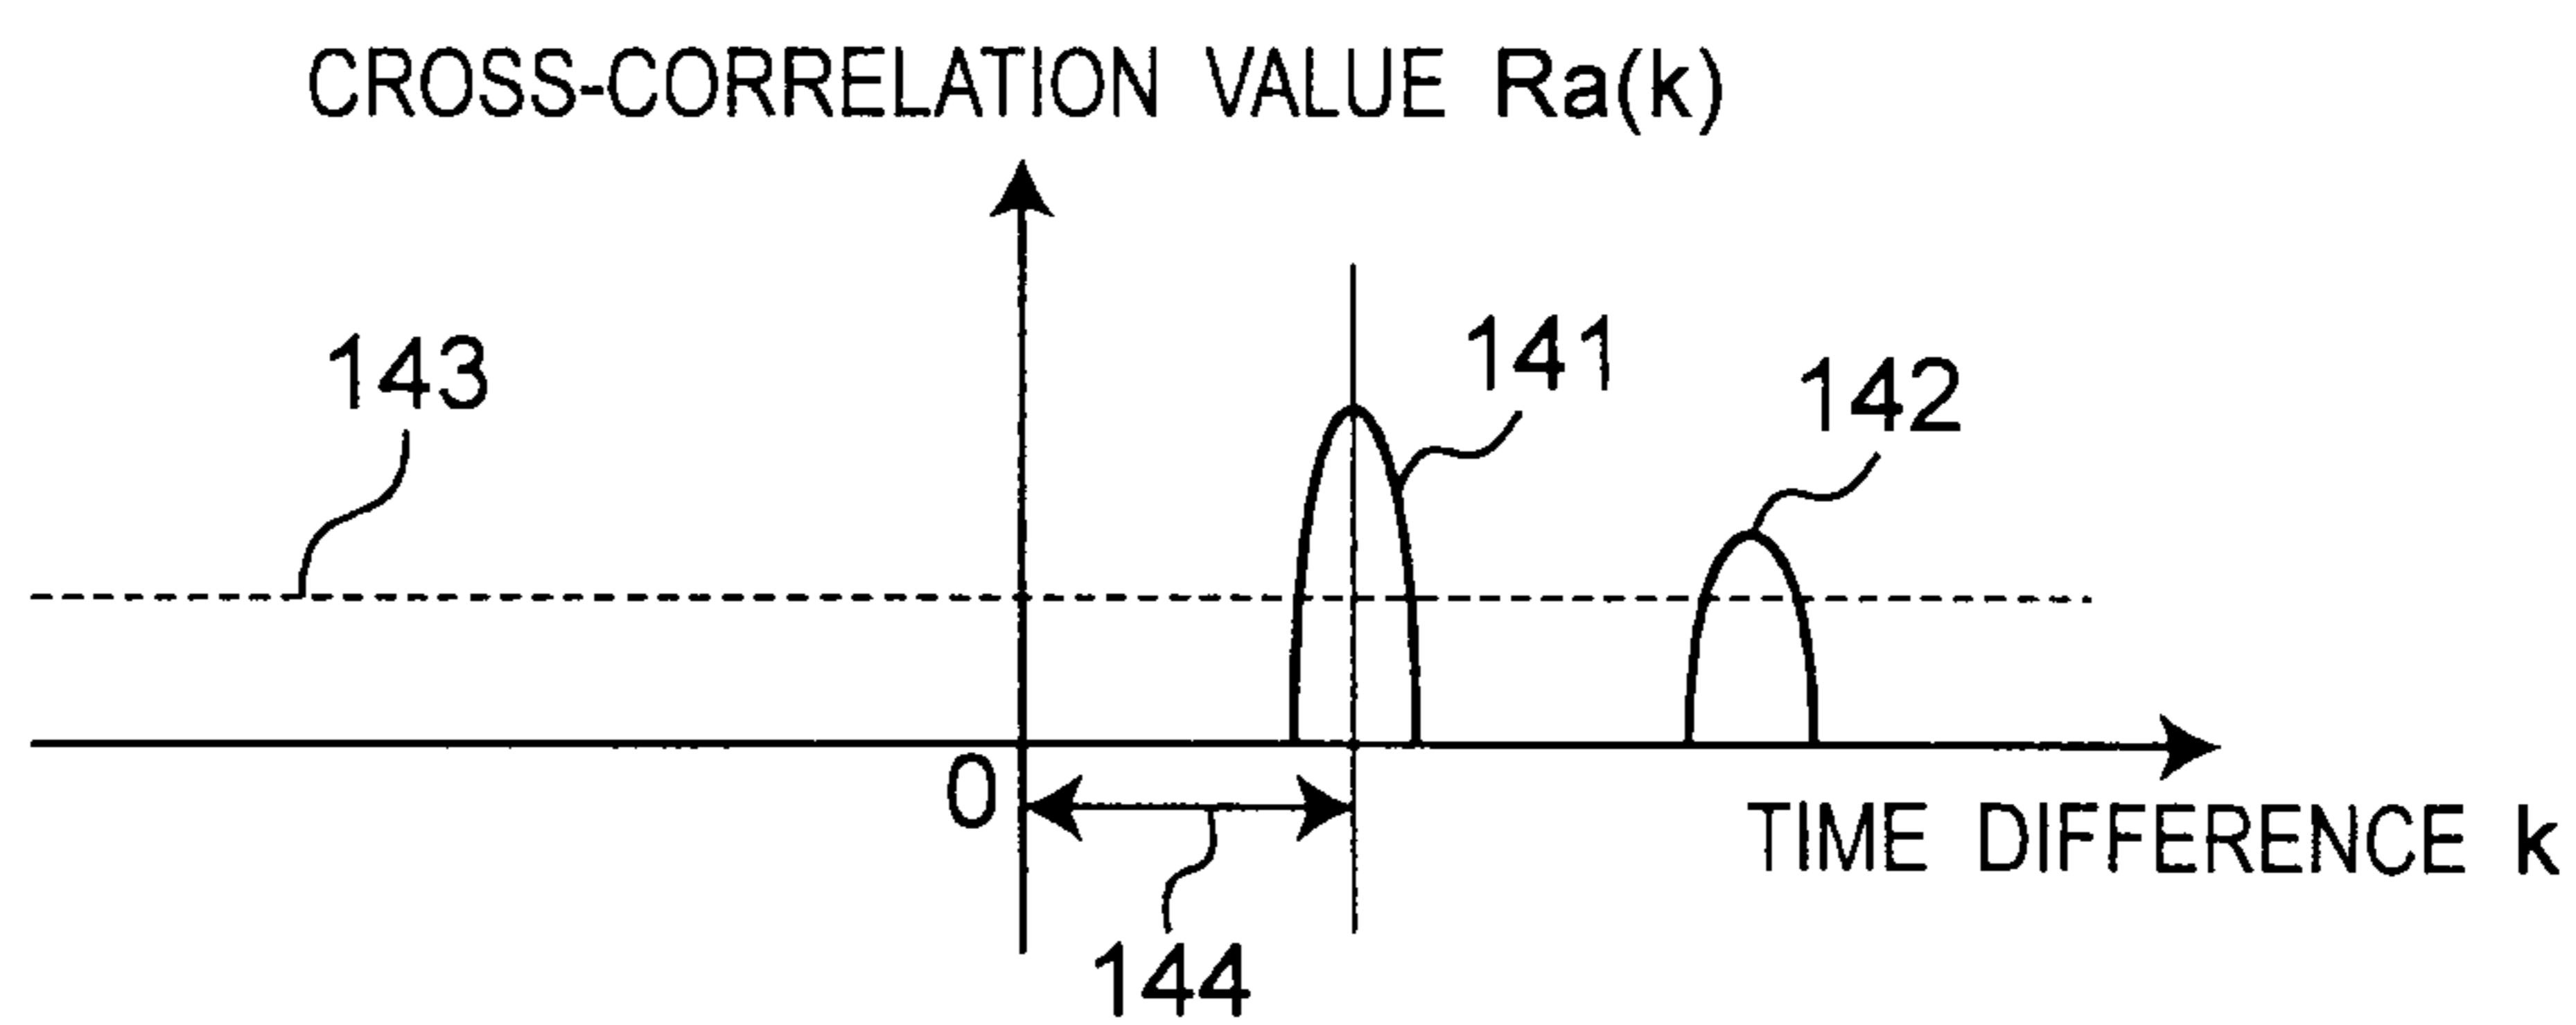 CROSS-CORRELATION VALUE Ra(k)
143
141
142
0
TIME DIFFERENCE k
144